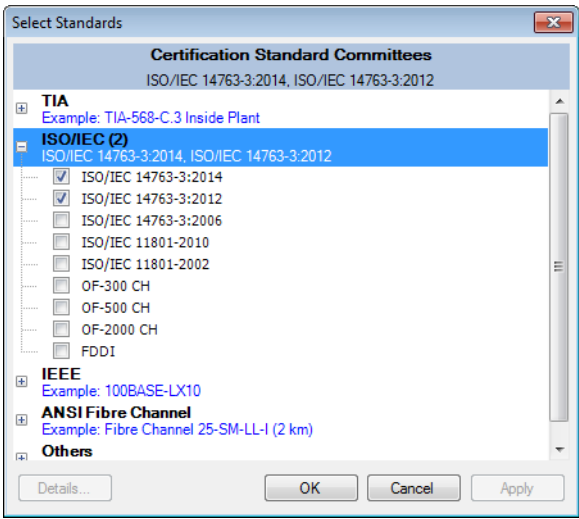 Select Standards
Certification Standard Committees
ISO/IEC 14763-3:2014, ISO/IEC 14763-3:2012
TIA
Example: TIA-568-C.3 Inside Plant
ISO/IEC (2)
ISO/IEC 14763-3:2014, ISO/IEC 14763-3:2012
ISO/IEC 14763-3:2014
ISO/IEC 14763-3:2012
ISO/IEC 14763-3:2006
ISO/IEC 11801-2010
ISO/IEC 11801-2002
OF-300 CH
OF-500 CH
OF-2000 CH
FDDI
IEEE
Example: 100BASE-LX10
ANSI Fibre Channel
Example: Fibre Channel 25-SM-LL-I (2 km)
Others
Details... OK Cancel Apply